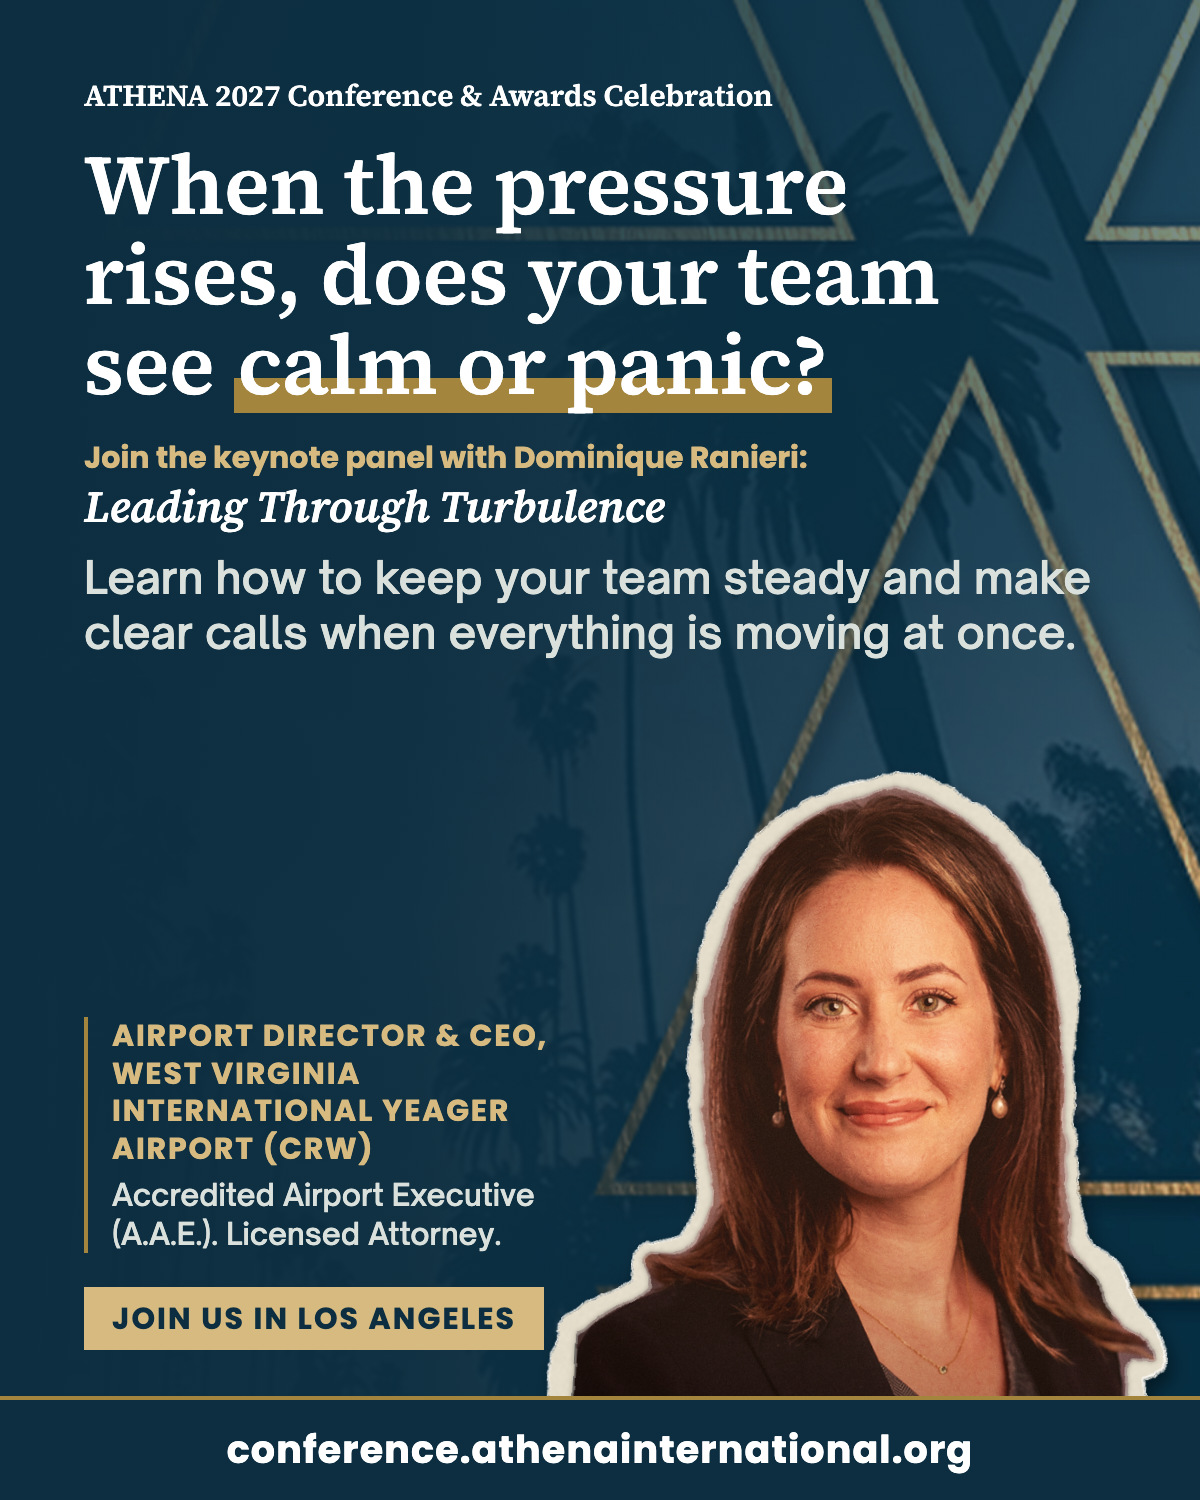 ATHENA 2027 Conference & Awards Celebration
When the pressure
rises, does your team
see calm or panic?
Join the keynote panel with Dominique Ranieri:
Leading Through Turbulence
Learn how to keep your team steady and make
clear calls when everything is moving at once.
AIRPORT DIRECTOR & CEO,
WEST VIRGINIA
INTERNATIONAL YEAGER
AIRPORT (CRW)
Accredited Airport Executive
(A.A.E.). Licensed Attorney.
JOIN US IN LOS ANGELES
conference.athenainternational.org